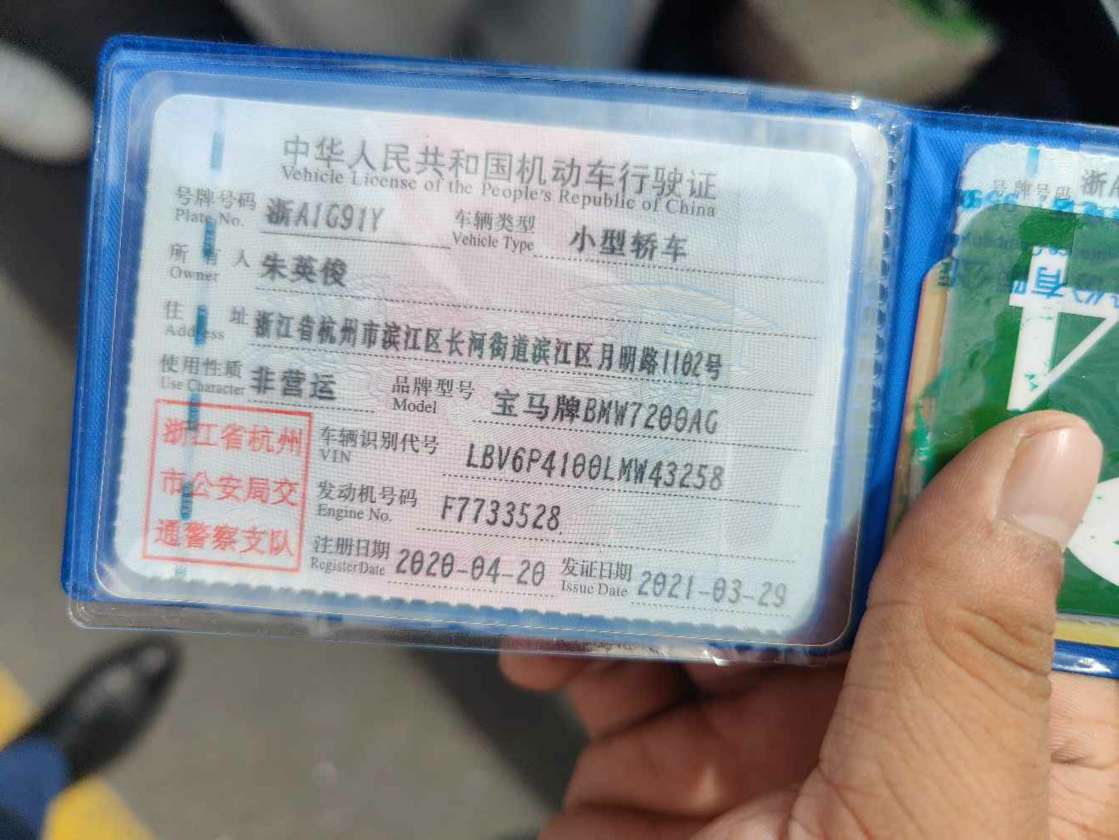 中华人民共和国机动车行驶证
Vehicle License of the People's Republic of China
号牌号码 浙A1G91Y 车辆类型 小型轿车
Plate No. Vehicle Type
所有人 朱英俊
Owner
住址 浙江省杭州市滨江区长河街道滨江区月明路1102号
Address
使用性质 非营运 品牌型号 宝马牌BMW7200AG
Use Character Model
浙江省杭州
市公安局交
通警察支队
车辆识别代号 LBV6P4100LMW43258
VIN
发动机号码 F7733528
Engine No.
注册日期 2020-04-20 发证日期 2021-03-29
Register Date Issue Date
号牌号码 浙
有